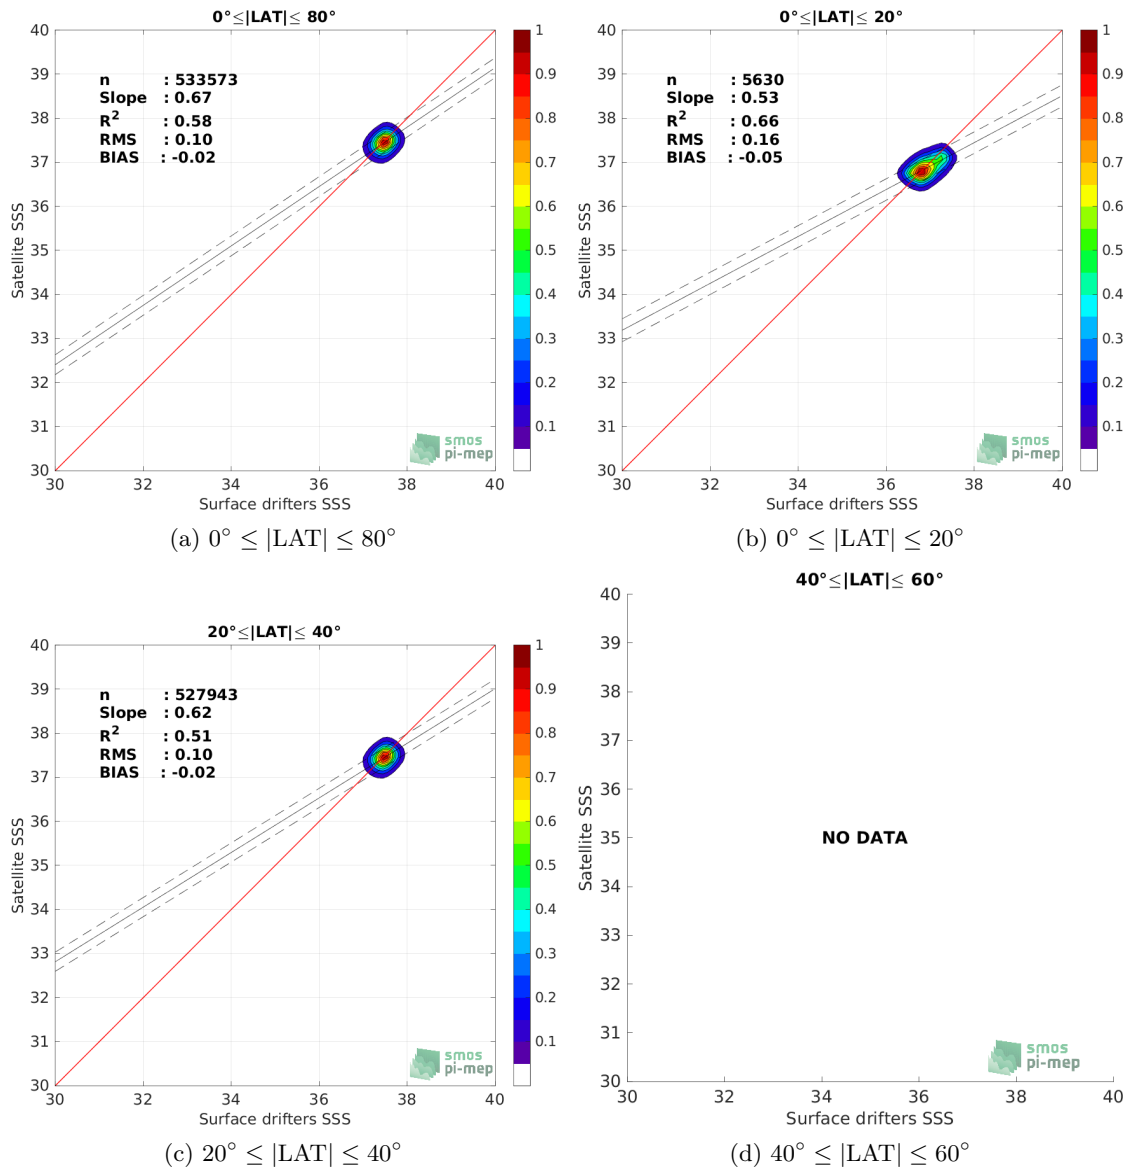 0°≤|LAT|≤ 80°
40
39
38
37
36
35
34
33
32
31
30
Satellite SSS
n : 533573
Slope : 0.67
R² : 0.58
RMS : 0.10
BIAS : -0.02
smos
pi-mep
30 32 34 36 38 40
Surface drifters SSS
1
0.9
0.8
0.7
0.6
0.5
0.4
0.3
0.2
0.1
(a) 0° ≤ |LAT| ≤ 80°
0°≤|LAT|≤ 20°
40
39
38
37
36
35
34
33
32
31
30
Satellite SSS
n : 5630
Slope : 0.53
R² : 0.66
RMS : 0.16
BIAS : -0.05
smos
pi-mep
30 32 34 36 38 40
Surface drifters SSS
1
0.9
0.8
0.7
0.6
0.5
0.4
0.3
0.2
0.1
(b) 0° ≤ |LAT| ≤ 20°
20°≤|LAT|≤ 40°
40
39
38
37
36
35
34
33
32
31
30
Satellite SSS
n : 527943
Slope : 0.62
R² : 0.51
RMS : 0.10
BIAS : -0.02
smos
pi-mep
30 32 34 36 38 40
Surface drifters SSS
1
0.9
0.8
0.7
0.6
0.5
0.4
0.3
0.2
0.1
(c) 20° ≤ |LAT| ≤ 40°
40°≤|LAT|≤ 60°
40
39
38
37
36
35
34
33
32
31
30
Satellite SSS
NO DATA
smos
pi-mep
30 32 34 36 38 40
Surface drifters SSS
(d) 40° ≤ |LAT| ≤ 60°